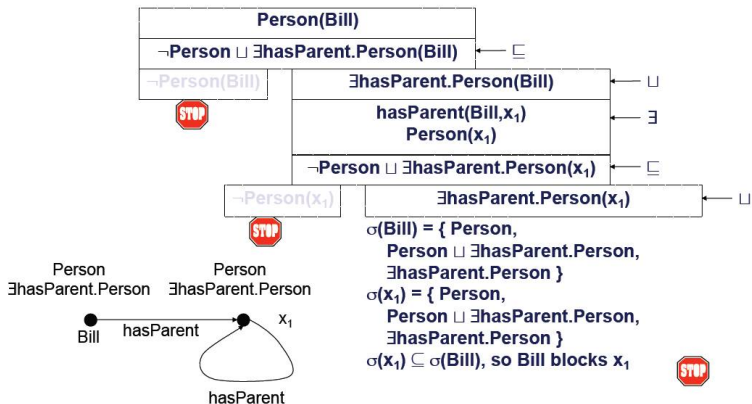 Person(Bill)
¬Person ⊔ ∃hasParent.Person(Bill)
⊑
¬Person(Bill)
∃hasParent.Person(Bill)
⊔
STOP
hasParent(Bill,x₁)
Person(x₁)
∃
¬Person ⊔ ∃hasParent.Person(x₁)
⊑
¬Person(x₁)
∃hasParent.Person(x₁)
⊔
STOP
σ(Bill) = { Person,
Person ⊔ ∃hasParent.Person,
∃hasParent.Person }
σ(x₁) = { Person,
Person ⊔ ∃hasParent.Person,
∃hasParent.Person }
σ(x₁) ⊆ σ(Bill), so Bill blocks x₁
STOP
Person
∃hasParent.Person
Person
∃hasParent.Person
Bill
hasParent
x₁
hasParent